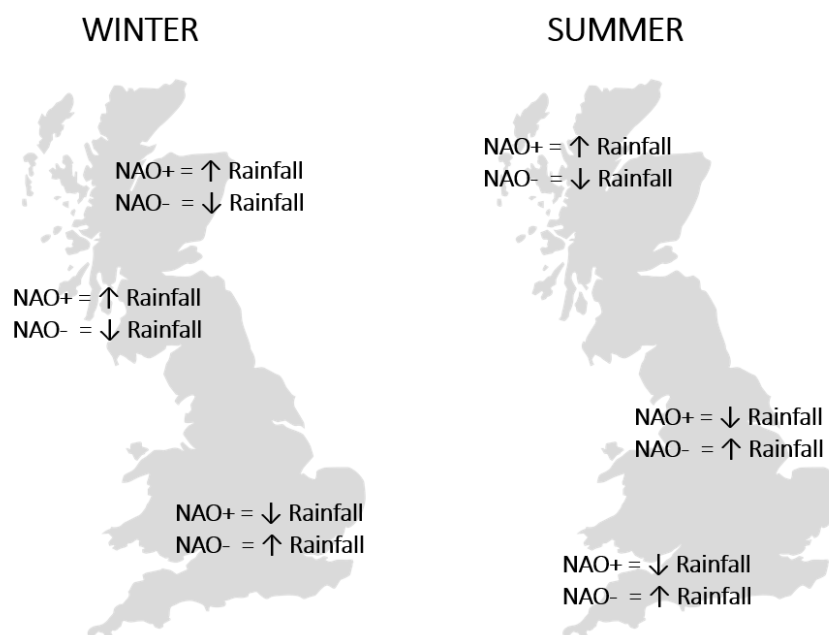 WINTER
NAO+ = ↑ Rainfall
NAO- = ↓ Rainfall
NAO+ = ↑ Rainfall
NAO- = ↓ Rainfall
NAO+ = ↓ Rainfall
NAO- = ↑ Rainfall
SUMMER
NAO+ = ↑ Rainfall
NAO- = ↓ Rainfall
NAO+ = ↓ Rainfall
NAO- = ↑ Rainfall
NAO+ = ↓ Rainfall
NAO- = ↑ Rainfall